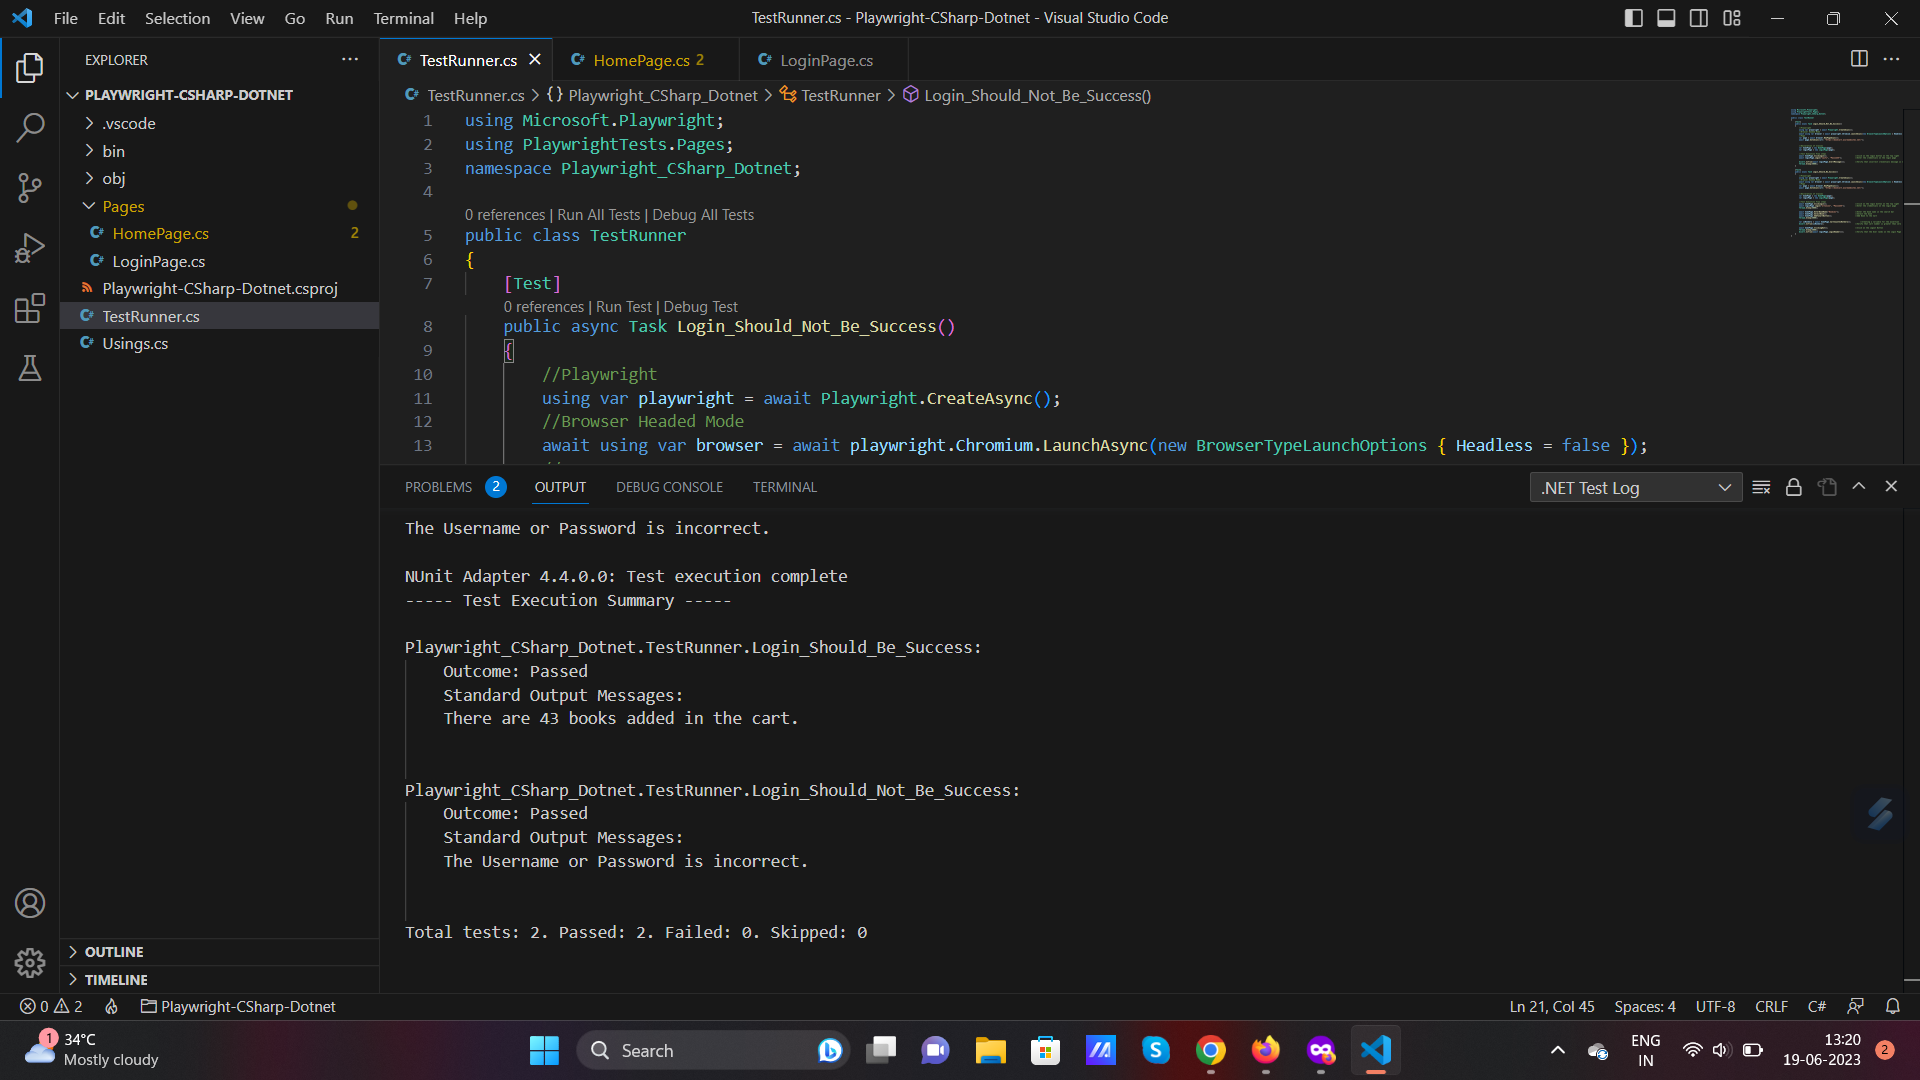 File Edit Selection View Go Run Terminal Help
TestRunner.cs - Playwright-CSharp-Dotnet - Visual Studio Code
EXPLORER
PLAYWRIGHT-CSHARP-DOTNET
.vscode
bin
obj
Pages
HomePage.cs 2
LoginPage.cs
Playwright-CSharp-Dotnet.csproj
TestRunner.cs
Usings.cs
OUTLINE
TIMELINE
TestRunner.cs HomePage.cs 2 LoginPage.cs
TestRunner.cs > {} Playwright_CSharp_Dotnet > TestRunner > Login_Should_Not_Be_Success()
1 using Microsoft.Playwright;
2 using PlaywrightTests.Pages;
3 namespace Playwright_CSharp_Dotnet;
4
0 references | Run All Tests | Debug All Tests
5 public class TestRunner
6 {
7 [Test]
0 references | Run Test | Debug Test
8 public async Task Login_Should_Not_Be_Success()
9 {
10 //Playwright
11 using var playwright = await Playwright.CreateAsync();
12 //Browser Headed Mode
13 await using var browser = await playwright.Chromium.LaunchAsync(new BrowserTypeLaunchOptions { Headless = false });
PROBLEMS 2 OUTPUT DEBUG CONSOLE TERMINAL
.NET Test Log
The Username or Password is incorrect.
NUnit Adapter 4.4.0.0: Test execution complete
----- Test Execution Summary -----
Playwright_CSharp_Dotnet.TestRunner.Login_Should_Be_Success:
Outcome: Passed
Standard Output Messages:
There are 43 books added in the cart.
Playwright_CSharp_Dotnet.TestRunner.Login_Should_Not_Be_Success:
Outcome: Passed
Standard Output Messages:
The Username or Password is incorrect.
Total tests: 2. Passed: 2. Failed: 0. Skipped: 0
0 2 Playwright-CSharp-Dotnet
Ln 21, Col 45 Spaces: 4 UTF-8 CRLF C#
1
34°C
Mostly cloudy
Search
ENG
IN
13:20
19-06-2023
2